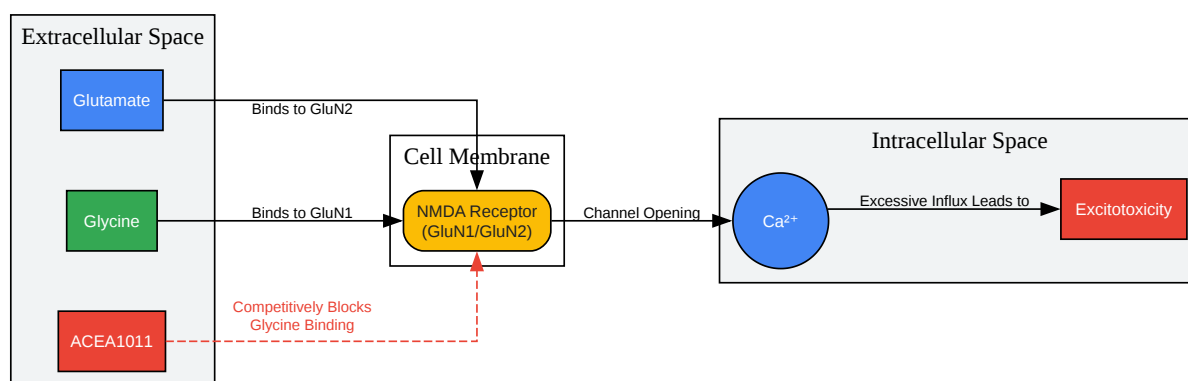 Extracellular Space
Glutamate
Binds to GluN2
Cell Membrane
Intracellular Space
Glycine
Binds to GluN1
NMDA Receptor
(GluN1/GluN2)
Channel Opening
Ca²⁺
Excessive Influx Leads to
Excitotoxicity
ACEA1011
Competitively Blocks
Glycine Binding